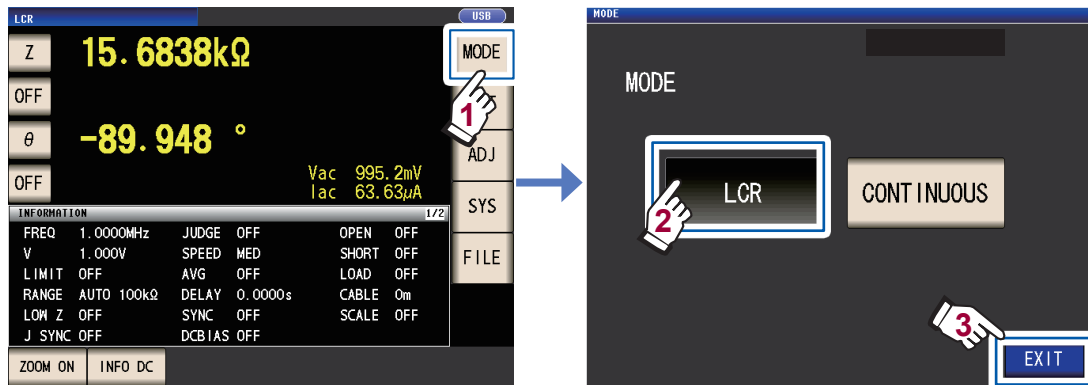 LCR
USB
Z 15.6838kΩ
MODE
OFF
1
θ -89.948 °
ADJ
OFF
Vac 995.2mV
Iac 63.63μA
SYS
INFORMATION 1/2
FREQ 1.0000MHz JUDGE OFF OPEN OFF
V 1.000V SPEED MED SHORT OFF
FILE
LIMIT OFF AVG OFF LOAD OFF
RANGE AUTO 100kΩ DELAY 0.0000s CABLE 0m
LOW Z OFF SYNC OFF SCALE OFF
J SYNC OFF DCBIAS OFF
ZOOM ON INFO DC
MODE
MODE
LCR
CONTINUOUS
2
3
EXIT